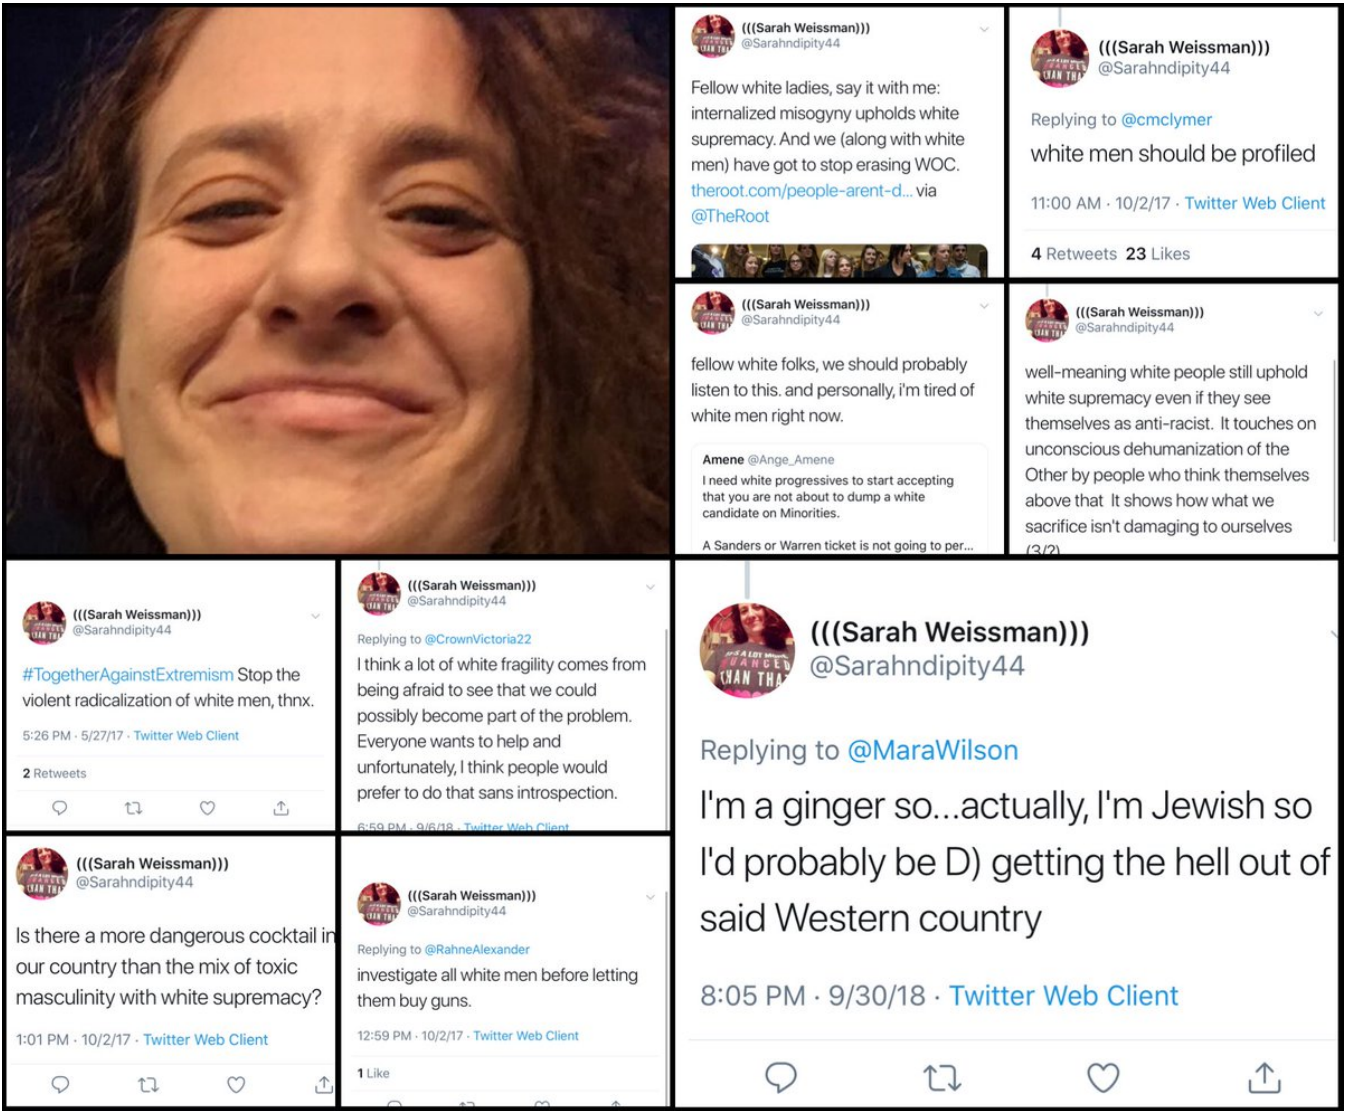 (((Sarah Weissman)))
@Sarahndipity44
Fellow white ladies, say it with me:
internalized misogyny upholds white
supremacy. And we (along with white
men) have got to stop erasing WOC.
theroot.com/people-arent-d... via
@TheRoot
(((Sarah Weissman)))
@Sarahndipity44
Replying to @cmclymer
white men should be profiled
11:00 AM · 10/2/17 · Twitter Web Client
4 Retweets 23 Likes
(((Sarah Weissman)))
@Sarahndipity44
fellow white folks, we should probably
listen to this. and personally, i'm tired of
white men right now.
Amene @Ange_Amene
I need white progressives to start accepting
that you are not about to dump a white
candidate on Minorities.
A Sanders or Warren ticket is not going to per...
(((Sarah Weissman)))
@Sarahndipity44
well-meaning white people still uphold
white supremacy even if they see
themselves as anti-racist. It touches on
unconscious dehumanization of the
Other by people who think themselves
above that It shows how what we
sacrifice isn't damaging to ourselves
(3/?)
(((Sarah Weissman)))
@Sarahndipity44
#TogetherAgainstExtremism Stop the
violent radicalization of white men, thnx.
5:26 PM · 5/27/17 · Twitter Web Client
2 Retweets
(((Sarah Weissman)))
@Sarahndipity44
Replying to @CrownVictoria22
I think a lot of white fragility comes from
being afraid to see that we could
possibly become part of the problem.
Everyone wants to help and
unfortunately, I think people would
prefer to do that sans introspection.
6:59 PM · 9/6/18 · Twitter Web Client
(((Sarah Weissman)))
@Sarahndipity44
Is there a more dangerous cocktail in
our country than the mix of toxic
masculinity with white supremacy?
1:01 PM · 10/2/17 · Twitter Web Client
(((Sarah Weissman)))
@Sarahndipity44
Replying to @RahneAlexander
investigate all white men before letting
them buy guns.
12:59 PM · 10/2/17 · Twitter Web Client
1 Like
NUANCED
THAN THAT
(((Sarah Weissman)))
@Sarahndipity44
Replying to @MaraWilson
I'm a ginger so...actually, I'm Jewish so
I'd probably be D) getting the hell out of
said Western country
8:05 PM · 9/30/18 · Twitter Web Client